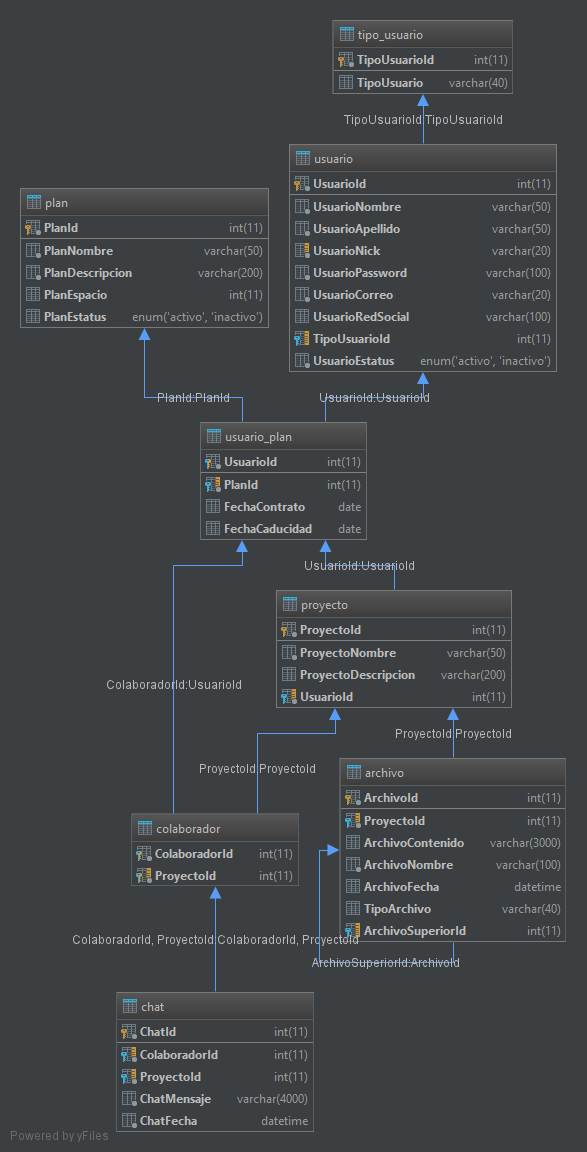 tipo_usuario
TipoUsuarioId int(11)
TipoUsuario varchar(40)
TipoUsuarioId:TipoUsuarioId
usuario
UsuarioId int(11)
UsuarioNombre varchar(50)
UsuarioApellido varchar(50)
UsuarioNick varchar(20)
UsuarioPassword varchar(100)
UsuarioCorreo varchar(20)
UsuarioRedSocial varchar(100)
TipoUsuarioId int(11)
UsuarioEstatus enum('activo', 'inactivo')
plan
PlanId int(11)
PlanNombre varchar(50)
PlanDescripcion varchar(200)
PlanEspacio int(11)
PlanEstatus enum('activo', 'inactivo')
PlanId:PlanId
UsuarioId:UsuarioId
usuario_plan
UsuarioId int(11)
PlanId int(11)
FechaContrato date
FechaCaducidad date
UsuarioId:UsuarioId
proyecto
ProyectoId int(11)
ProyectoNombre varchar(50)
ProyectoDescripcion varchar(200)
UsuarioId int(11)
ColaboradorId:UsuarioId
ProyectoId:ProyectoId
ProyectoId:ProyectoId
archivo
ArchivoId int(11)
ProyectoId int(11)
ArchivoContenido varchar(3000)
ArchivoNombre varchar(100)
ArchivoFecha datetime
TipoArchivo varchar(40)
ArchivoSuperiorId int(11)
colaborador
ColaboradorId int(11)
ProyectoId int(11)
ColaboradorId, ProyectoId:ColaboradorId, ProyectoId
ArchivoSuperiorId:ArchivoId
chat
ChatId int(11)
ColaboradorId int(11)
ProyectoId int(11)
ChatMensaje varchar(4000)
ChatFecha datetime
Powered by yFiles